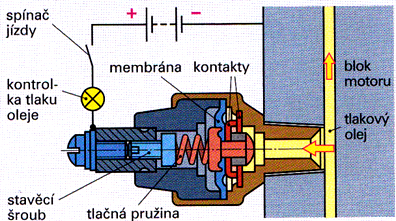 spínač
jízdy
+ −
membrána
kontakty
blok
motoru
kontrol-
ka tlaku
oleje
tlakový
olej
stavěcí
šroub
tlačná pružina